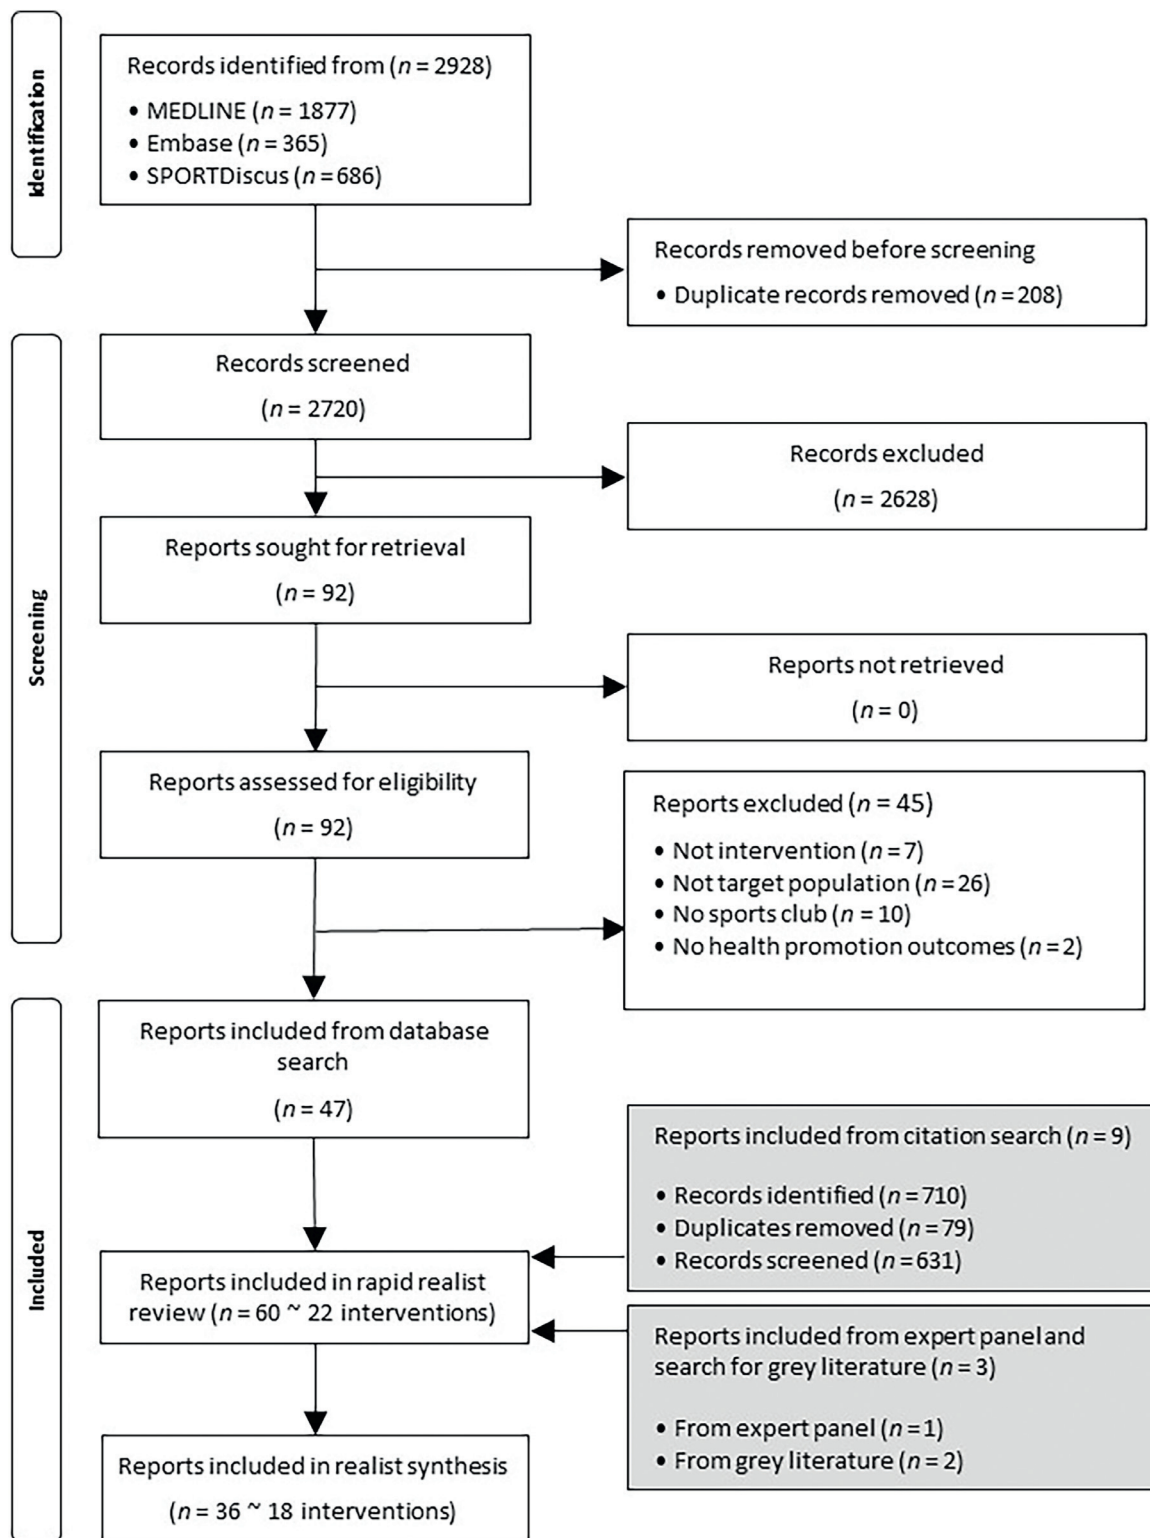 Identification
Records identified from (n = 2928)
• MEDLINE (n = 1877)
• Embase (n = 365)
• SPORTDiscus (n = 686)
Records removed before screening
• Duplicate records removed (n = 208)
Screening
Records screened
(n = 2720)
Records excluded
(n = 2628)
Reports sought for retrieval
(n = 92)
Reports not retrieved
(n = 0)
Reports assessed for eligibility
(n = 92)
Reports excluded (n = 45)
• Not intervention (n = 7)
• Not target population (n = 26)
• No sports club (n = 10)
• No health promotion outcomes (n = 2)
Included
Reports included from database
search
(n = 47)
Reports included from citation search (n = 9)
• Records identified (n = 710)
• Duplicates removed (n = 79)
• Records screened (n = 631)
Reports included in rapid realist
review (n = 60 ~ 22 interventions)
Reports included from expert panel and
search for grey literature (n = 3)
• From expert panel (n = 1)
• From grey literature (n = 2)
Reports included in realist synthesis
(n = 36 ~ 18 interventions)